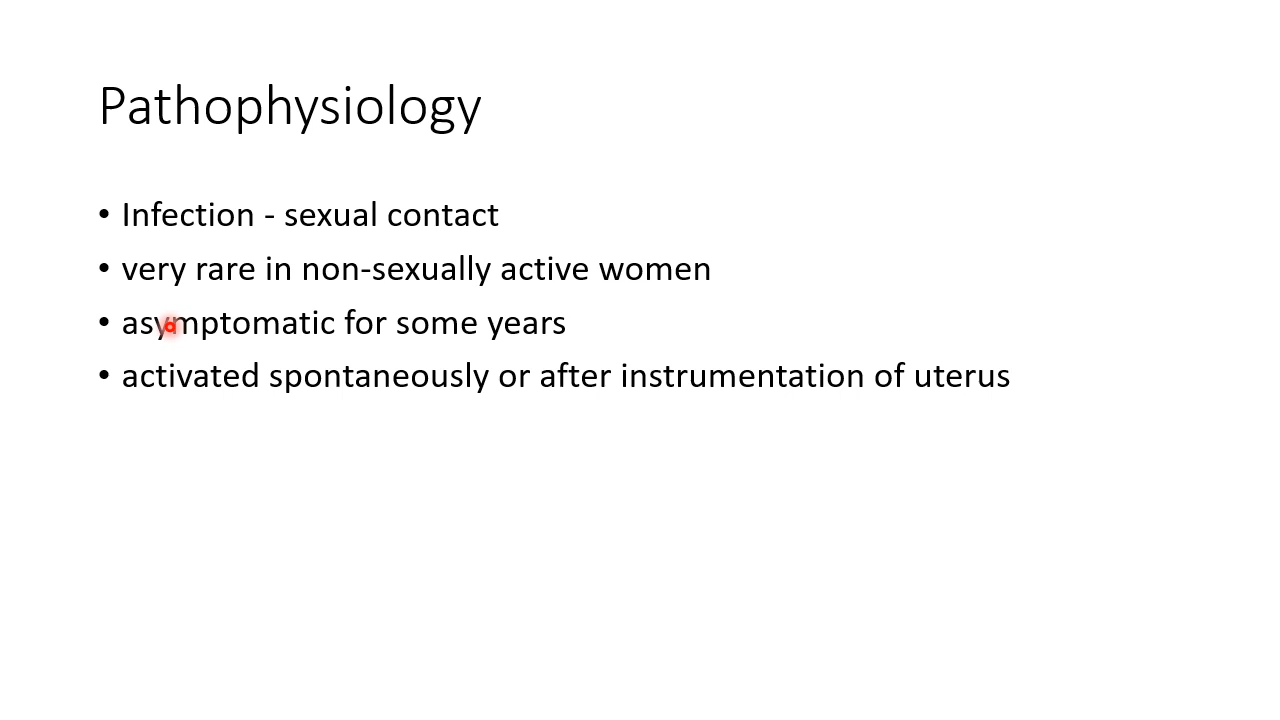 Pathophysiology
• Infection - sexual contact
• very rare in non-sexually active women
• asymptomatic for some years
• activated spontaneously or after instrumentation of uterus